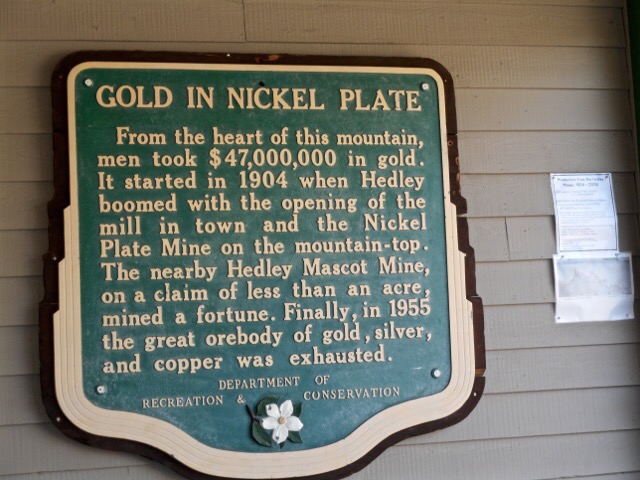 GOLD IN NICKEL PLATE
From the heart of this mountain,
men took $47,000,000 in gold.
It started in 1904 when Hedley
boomed with the opening of the
mill in town and the Nickel
Plate Mine on the mountain-top.
The nearby Hedley Mascot Mine,
on a claim of less than an acre,
mined a fortune. Finally, in 1955
the great orebody of gold, silver,
and copper was exhausted.
DEPARTMENT OF
RECREATION & CONSERVATION